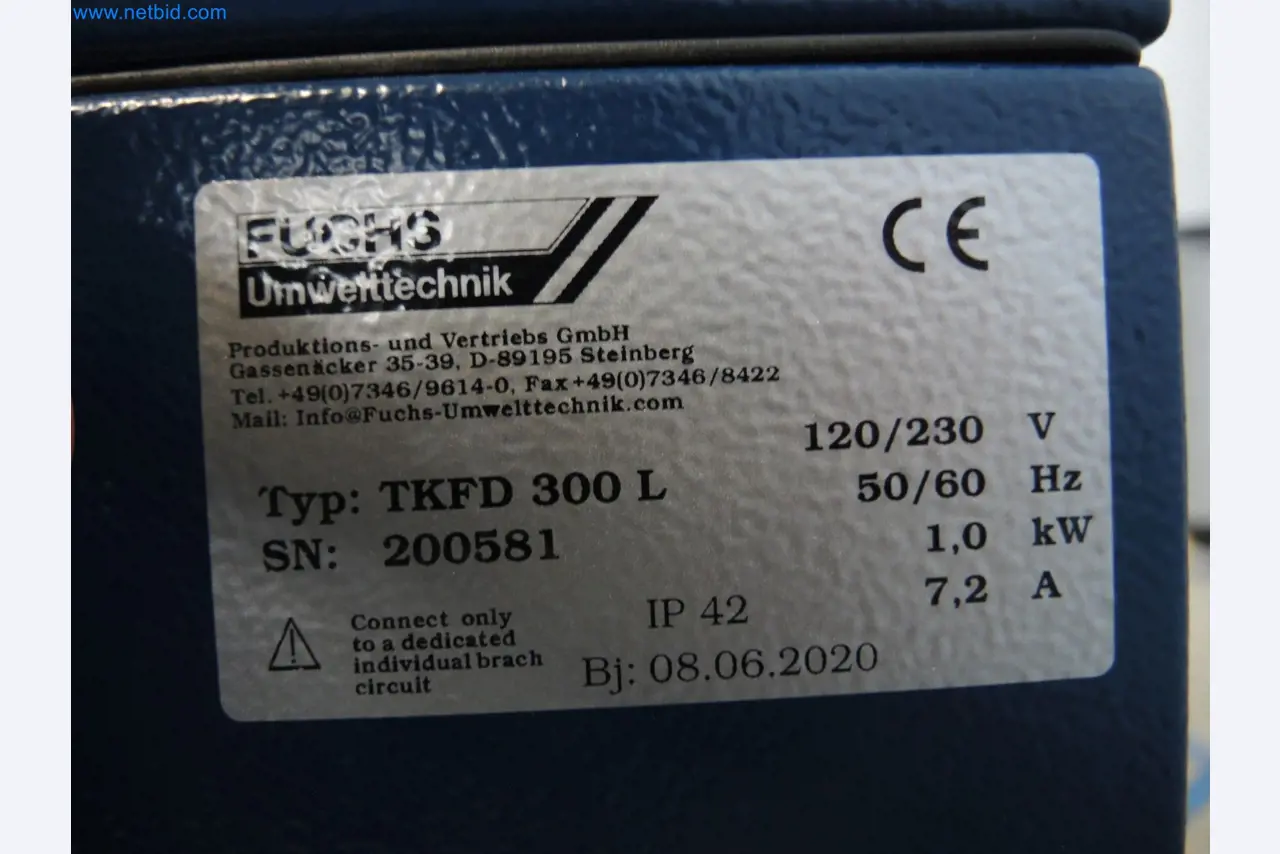 www.netbid.com
FUCHS
Umwelttechnik
CE
Produktions- und Vertriebs GmbH
Gassenäcker 35-39, D-89195 Steinberg
Tel. +49(0)7346/9614-0, Fax+49(0)7346/8422
Mail: Info@Fuchs-Umwelttechnik.com
120/230 V
Typ: TKFD 300 L 50/60 Hz
SN: 200581 1,0 kW
7,2 A
Connect only
to a dedicated
individual brach
circuit
IP 42
Bj: 08.06.2020